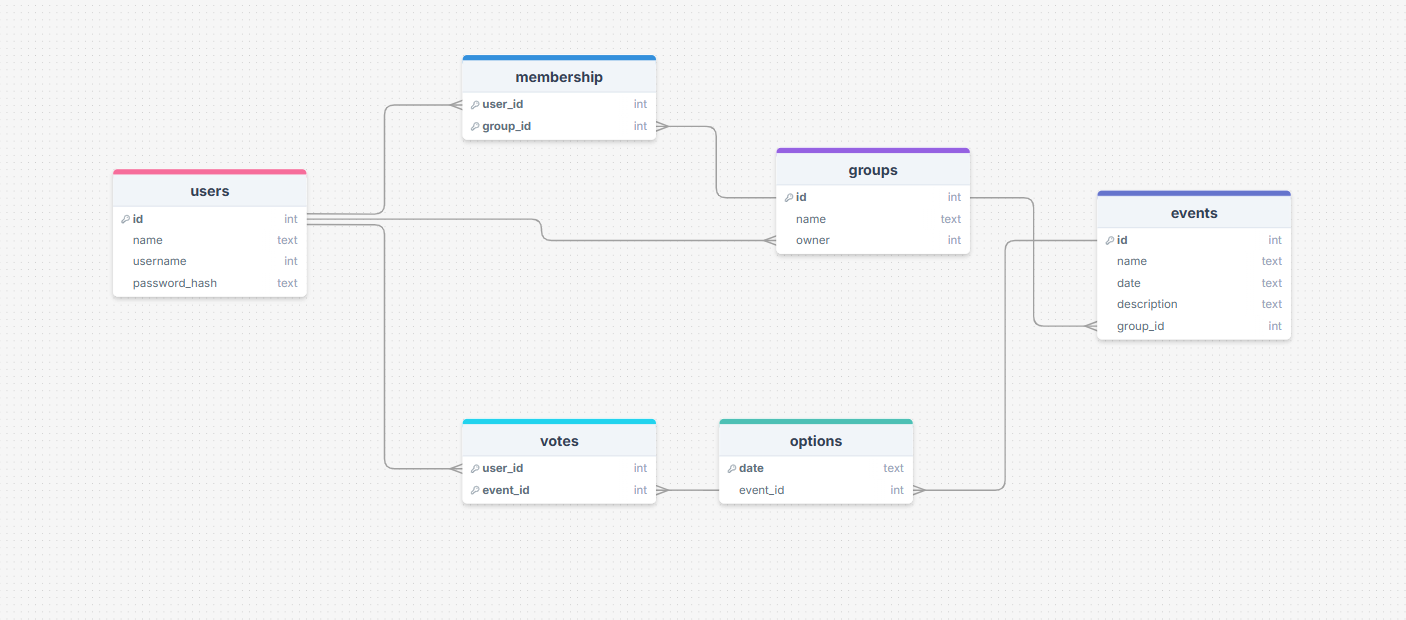 membership
user_id int
group_id int
users
id int
name text
username int
password_hash text
groups
id int
name text
owner int
events
id int
name text
date text
description text
group_id int
votes
user_id int
event_id int
options
date text
event_id int